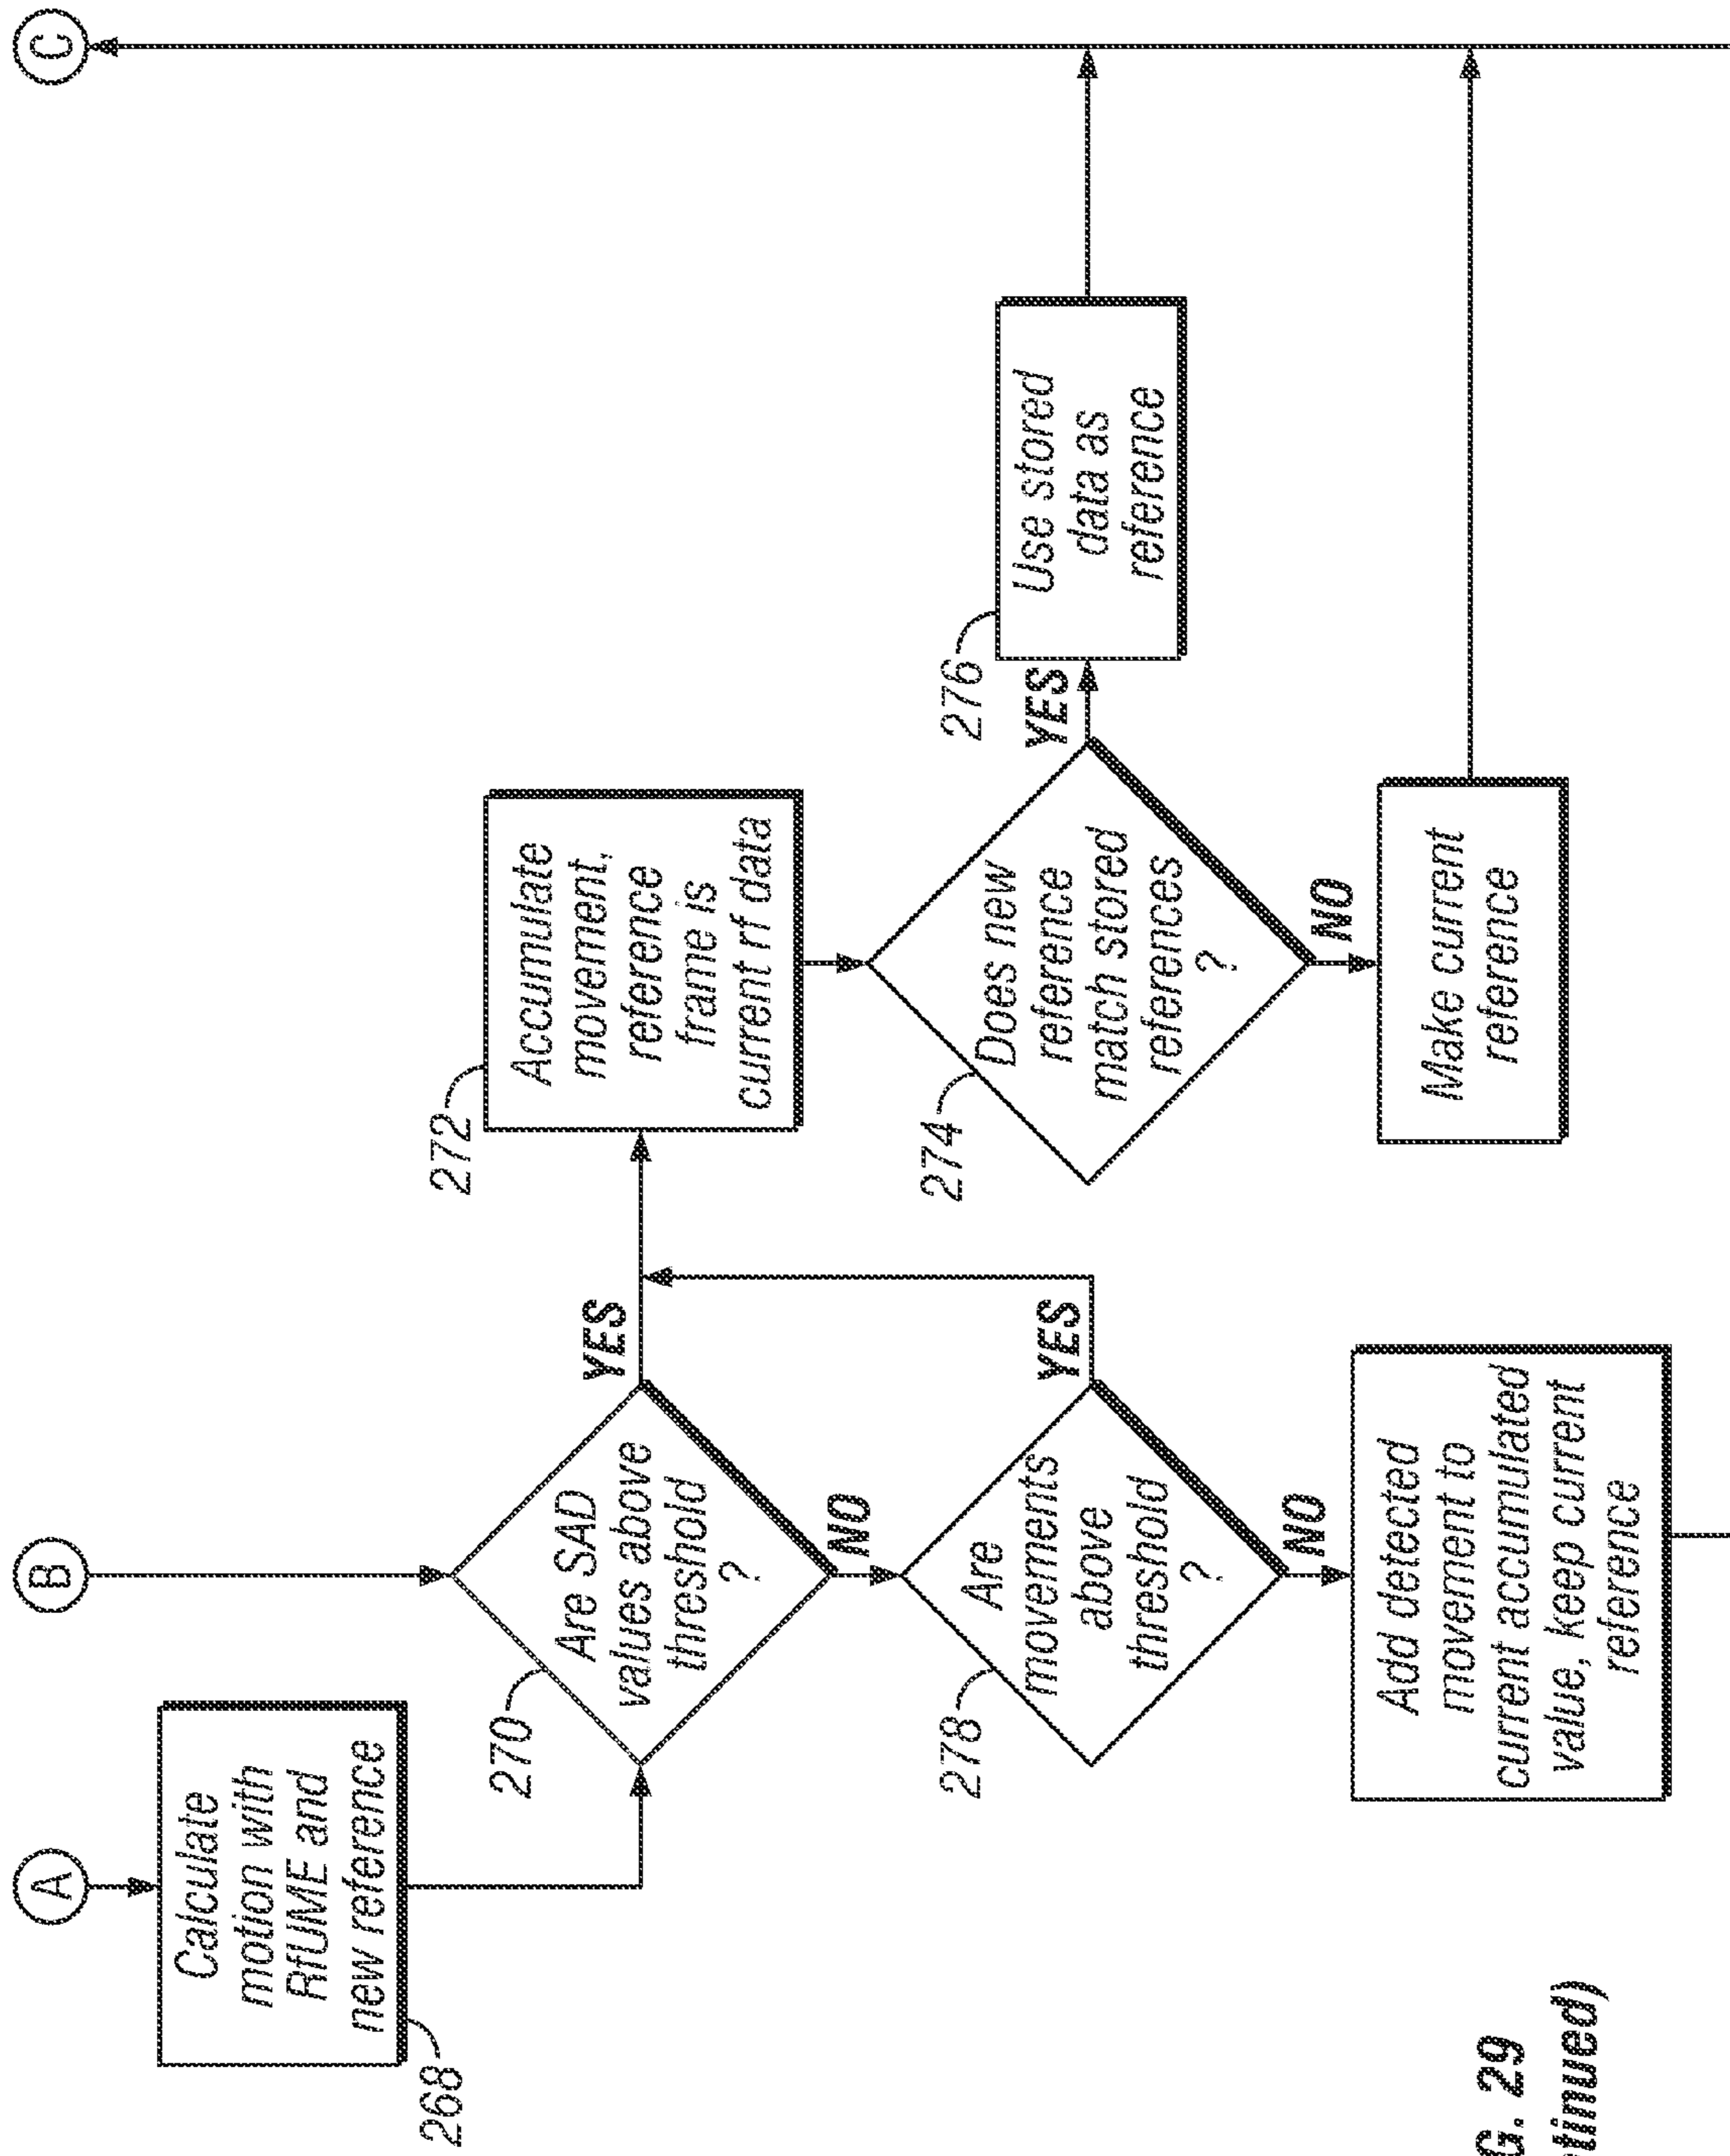 A
B
C
Calculate
motion with
RfUME and
new reference
268
270
Are SAD
values above
threshold
?
YES
NO
272
Accumulate
movement,
reference
frame is
current rf data
278
Are
movements
above
threshold
?
YES
NO
274
Does new
reference
match stored
references
?
YES
NO
276
Use stored
data as
reference
Add detected
movement to
current accumulated
value, keep current
reference
Make current
reference
G. 29
tinued)